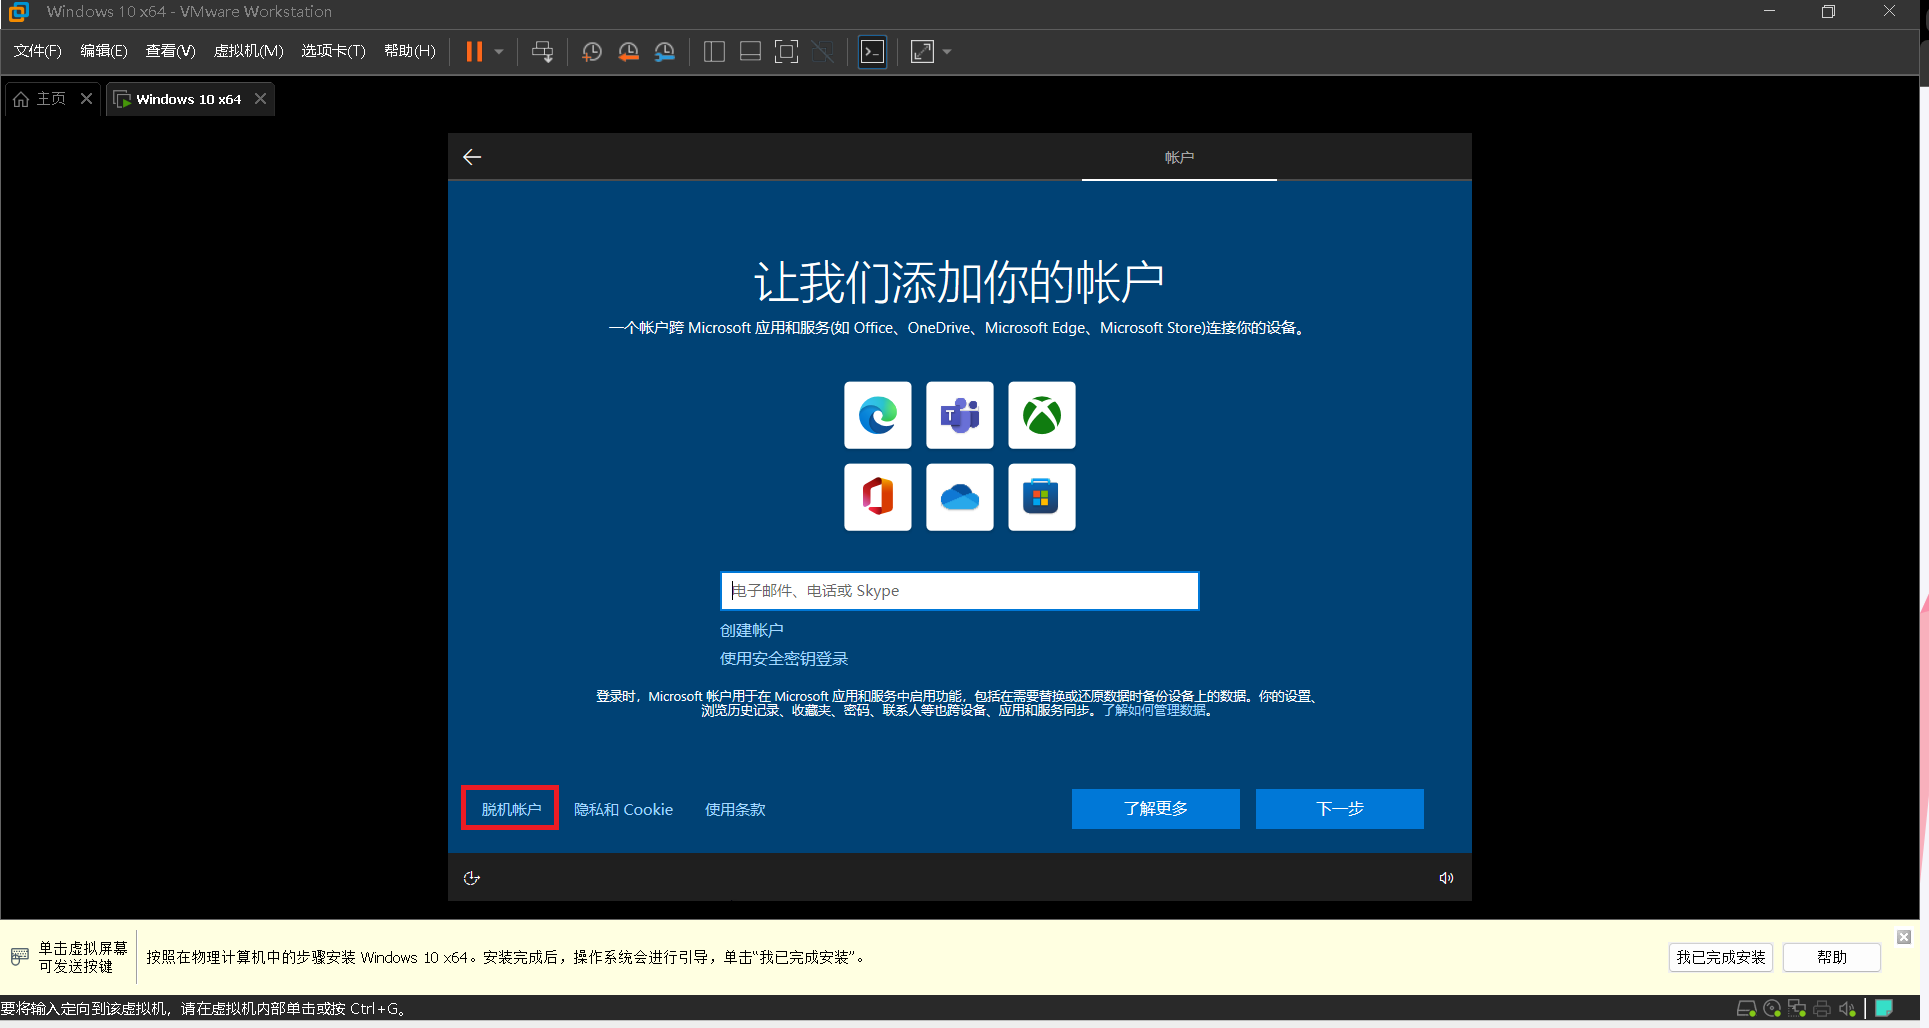 Windows 10 x64 - VMware Workstation
文件(F) 编辑(E) 查看(V) 虚拟机(M) 选项卡(T) 帮助(H)
主页 Windows 10 x64
帐户
让我们添加你的帐户
一个帐户跨 Microsoft 应用和服务(如 Office、OneDrive、Microsoft Edge、Microsoft Store)连接你的设备。
电子邮件、电话或 Skype
创建帐户
使用安全密钥登录
登录时，Microsoft 帐户用于在 Microsoft 应用和服务中启用功能，包括在需要替换或还原数据时备份设备上的数据。你的设置、
浏览历史记录、收藏夹、密码、联系人等也跨设备、应用和服务同步。了解如何管理数据。
脱机帐户 隐私和 Cookie 使用条款 了解更多 下一步
单击虚拟屏幕
可发送按键
按照在物理计算机中的步骤安装 Windows 10 x64。安装完成后，操作系统会进行引导，单击“我已完成安装”。
我已完成安装 帮助
要将输入定向到该虚拟机，请在虚拟机内部单击或按 Ctrl+G。